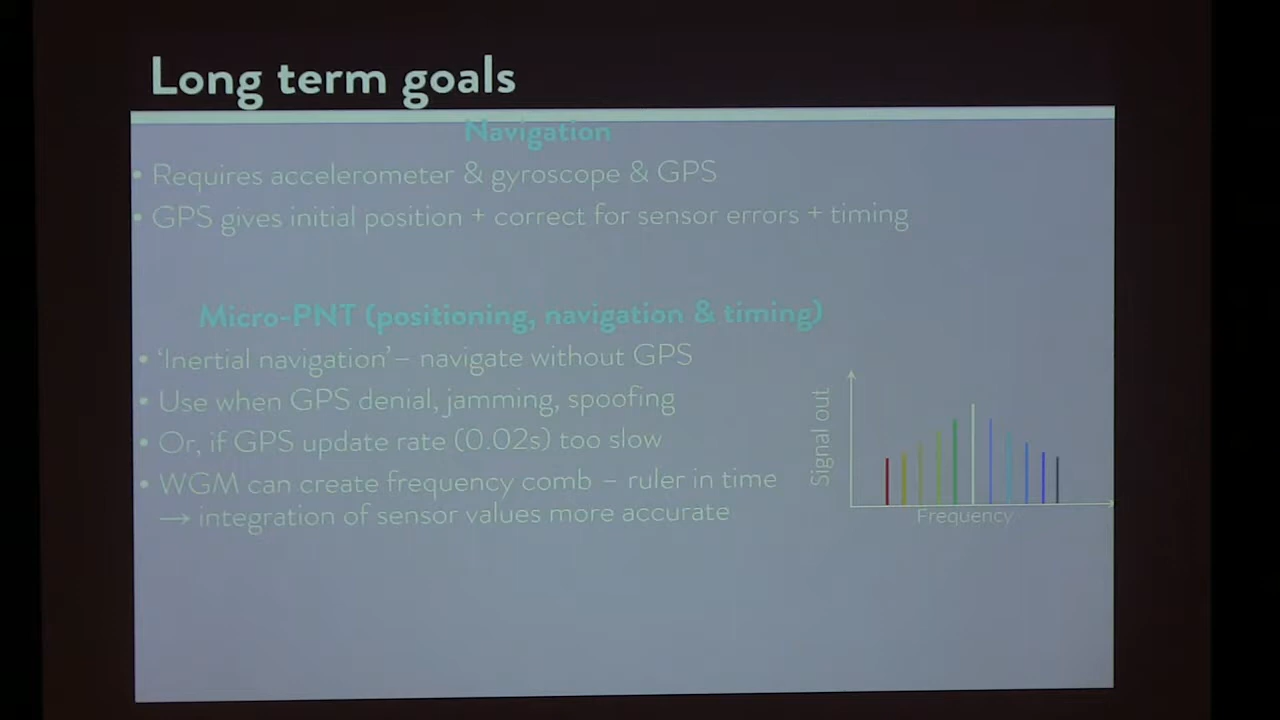 Long term goals
Navigation
• Requires accelerometer & gyroscope & GPS
• GPS gives initial position + correct for sensor errors + timing
Micro-PNT (positioning, navigation & timing)
• ‘Inertial navigation’ – navigate without GPS
• Use when GPS denial, jamming, spoofing
• Or, if GPS update rate (0.02s) too slow
• WGM can create frequency comb – ruler in time
→ integration of sensor values more accurate
Signal out
Frequency